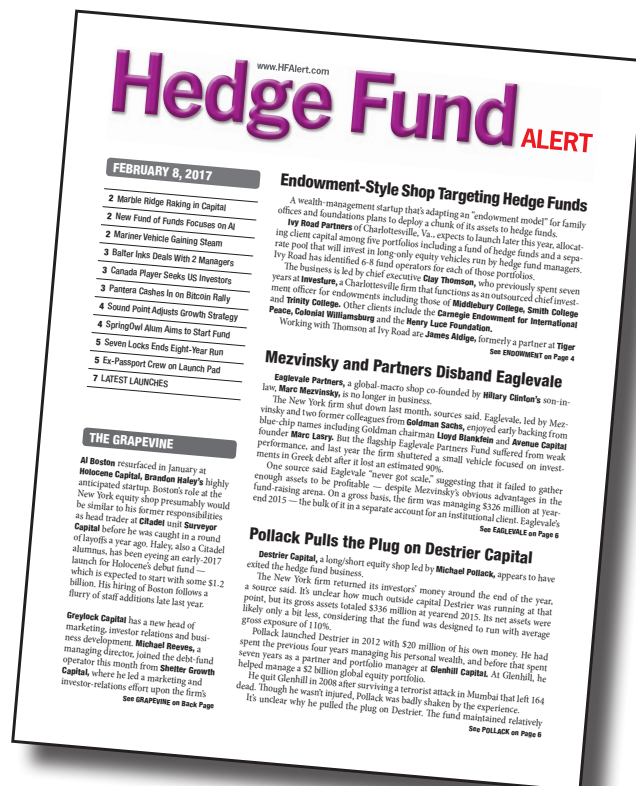 www.HFAlert.com
Hedge Fund
ALERT
FEBRUARY 8, 2017
2 Marble Ridge Raking in Capital
2 New Fund of Funds Focuses on AI
2 Mariner Vehicle Gaining Steam
3 Balter Inks Deals With 2 Managers
3 Canada Player Seeks US Investors
3 Pantera Cashes In on Bitcoin Rally
4 Sound Point Adjusts Growth Strategy
4 SpringOwl Alum Aims to Start Fund
5 Seven Locks Ends Eight-Year Run
5 Ex-Passport Crew on Launch Pad
7 LATEST LAUNCHES
THE GRAPEVINE
Al Boston resurfaced in January at
Holocene Capital, Brandon Haley's highly
anticipated startup. Boston's role at the
New York equity shop presumably would
be similar to his former responsibilities
as head trader at Citadel unit Surveyor
Capital before he was caught in a round
of layoffs a year ago. Haley, also a Citadel
alumnus, has been eyeing an early-2017
launch for Holocene's debut fund —
which is expected to start with some $1.2
billion. His hiring of Boston follows a
flurry of staff additions late last year.
Greylock Capital has a new head of
marketing, investor relations and busi-
ness development. Michael Reeves, a
managing director, joined the debt-fund
operator this month from Shelter Growth
Capital, where he led a marketing and
investor-relations effort upon the firm's
See GRAPEVINE on Back Page
Endowment-Style Shop Targeting Hedge Funds
A wealth-management startup that's adapting an "endowment model" for family
offices and foundations plans to deploy a chunk of its assets to hedge funds.
Ivy Road Partners of Charlottesville, Va., expects to launch later this year, allocat-
ing client capital among five portfolios including a fund of hedge funds and a sepa-
rate pool that will invest in long-only equity vehicles run by hedge fund managers.
Ivy Road has identified 6-8 fund operators for each of those portfolios.
The business is led by chief executive Clay Thomson, who previously spent seven
years at Investure, a Charlottesville firm that functions as an outsourced chief invest-
ment officer for endowments including those of Middlebury College, Smith College
and Trinity College. Other clients include the Carnegie Endowment for International
Peace, Colonial Williamsburg and the Henry Luce Foundation.
Working with Thomson at Ivy Road are James Aldige, formerly a partner at Tiger
See ENDOWMENT on Page 4
Mezvinsky and Partners Disband Eaglevale
Eaglevale Partners, a global-macro shop co-founded by Hillary Clinton's son-in-
law, Marc Mezvinsky, is no longer in business.
The New York firm shut down last month, sources said. Eaglevale, led by Mez-
vinsky and two former colleagues from Goldman Sachs, enjoyed early backing from
blue-chip names including Goldman chairman Lloyd Blankfein and Avenue Capital
founder Marc Lasry. But the flagship Eaglevale Partners Fund suffered from weak
performance, and last year the firm shuttered a small vehicle focused on invest-
ments in Greek debt after it lost an estimated 90%.
One source said Eaglevale "never got scale," suggesting that it failed to gather
enough assets to be profitable — despite Mezvinsky's obvious advantages in the
fund-raising arena. On a gross basis, the firm was managing $326 million at year-
end 2015 — the bulk of it in a separate account for an institutional client. Eaglevale's
See EAGLEVALE on Page 6
Pollack Pulls the Plug on Destrier Capital
Destrier Capital, a long/short equity shop led by Michael Pollack, appears to have
exited the hedge fund business.
The New York firm returned its investors' money around the end of the year,
a source said. It's unclear how much outside capital Destrier was running at that
point, but its gross assets totaled $336 million at yearend 2015. Its net assets were
likely only a bit less, considering that the fund was designed to run with average
gross exposure of 110%.
Pollack launched Destrier in 2012 with $20 million of his own money. He had
spent the previous four years managing his personal wealth, and before that spent
seven years as a partner and portfolio manager at Glenhill Capital. At Glenhill, he
helped manage a $2 billion global equity portfolio.
He quit Glenhill in 2008 after surviving a terrorist attack in Mumbai that left 164
dead. Though he wasn't injured, Pollack was badly shaken by the experience.
It's unclear why he pulled the plug on Destrier. The fund maintained relatively
See POLLACK on Page 6